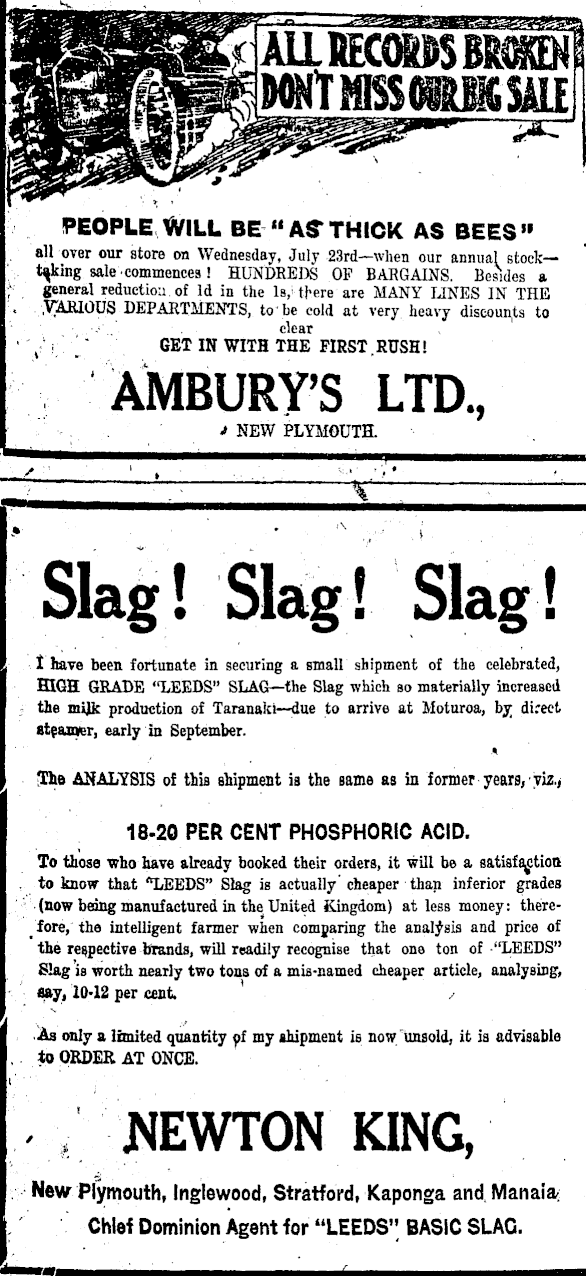 ALL RECORDS BROKEN
DON'T MISS OUR BIG SALE
PEOPLE WILL BE "AS THICK AS BEES"
all over our store on Wednesday, July 23rd—when our annual stock-
taking sale commences! HUNDREDS OF BARGAINS. Besides a
general reduction of 1d in the 1s, there are MANY LINES IN THE
VARIOUS DEPARTMENTS, to be cold at very heavy discounts to
clear
GET IN WITH THE FIRST RUSH!
AMBURY'S LTD.,
NEW PLYMOUTH.
Slag! Slag! Slag!
I have been fortunate in securing a small shipment of the celebrated,
HIGH GRADE "LEEDS" SLAG—the Slag which so materially increased
the milk production of Taranaki—due to arrive at Moturoa, by direct
steamer, early in September.
The ANALYSIS of this shipment is the same as in former years, viz.,
18-20 PER CENT PHOSPHORIC ACID.
To those who have already booked their orders, it will be a satisfaction
to know that "LEEDS" Slag is actually cheaper than inferior grades
(now being manufactured in the United Kingdom) at less money: there-
fore, the intelligent farmer when comparing the analysis and price of
the respective brands, will readily recognise that one ton of "LEEDS"
Slag is worth nearly two tons of a mis-named cheaper article, analysing,
say, 10-12 per cent.
As only a limited quantity of my shipment is now unsold, it is advisable
to ORDER AT ONCE.
NEWTON KING,
New Plymouth, Inglewood, Stratford, Kaponga and Manaia
Chief Dominion Agent for "LEEDS" BASIC SLAG.